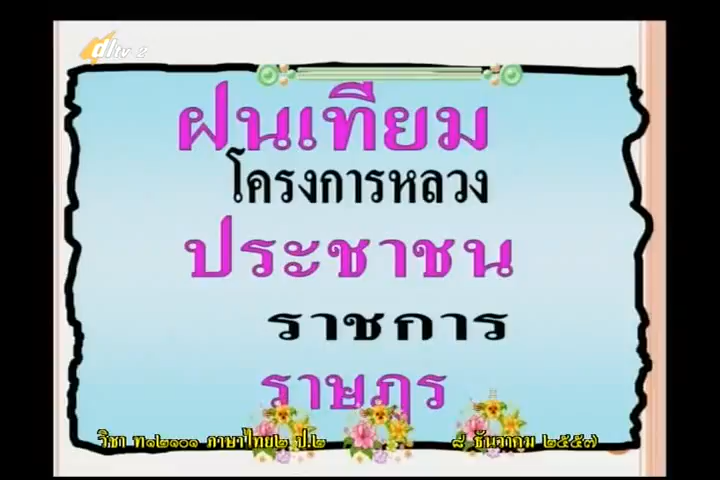 dltv 2
ฝนเทียม
โครงการหลวง
ประชาชน
ราชการ
ราษฎร
วิชา ท๑๒๑๐๑ ภาษาไทย๒ ป.๒
๘ ธันวาคม ๒๕๕๗